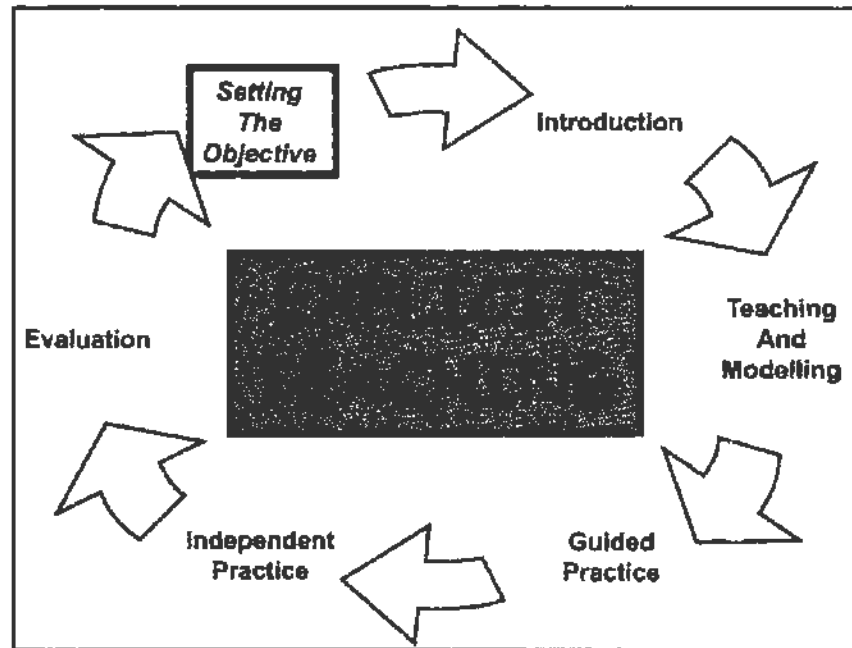 Setting
The
Objective
Introduction
Teaching
And
Modelling
Guided
Practice
Independent
Practice
Evaluation